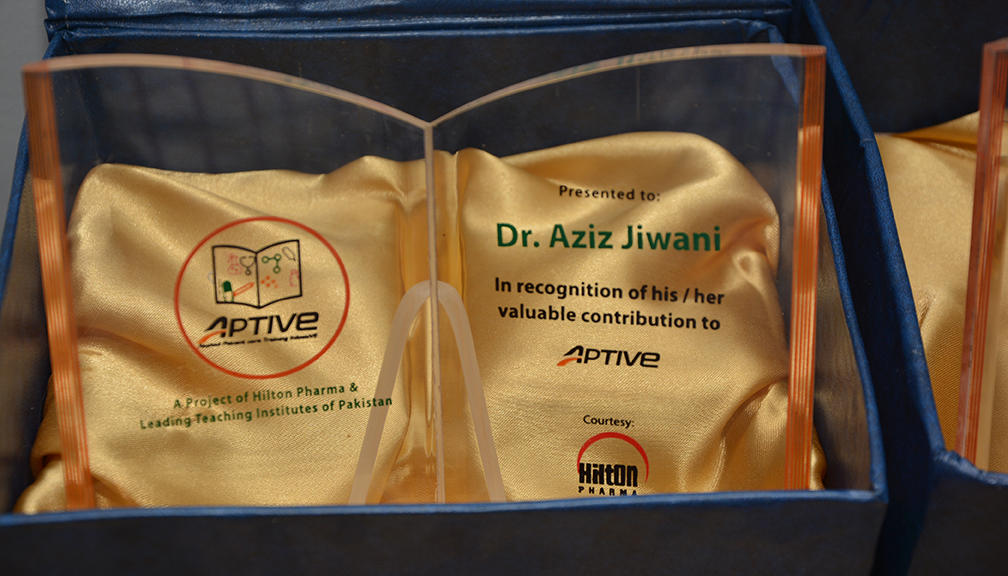 APTIVE
A Project of Hilton Pharma &
Leading Teaching Institutes of Pakistan
Presented to:
Dr. Aziz Jiwani
In recognition of his / her
valuable contribution to
APTIVE
Courtesy:
Hilton
PHARMA